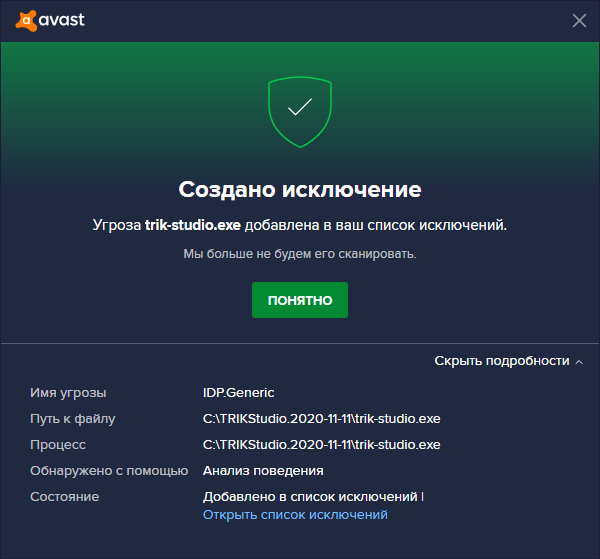 avast
Создано исключение
Угроза trik-studio.exe добавлена в ваш список исключений.
Мы больше не будем его сканировать.
ПОНЯТНО
Скрыть подробности
Имя угрозы IDP.Generic
Путь к файлу C:\TRIKStudio.2020-11-11\trik-studio.exe
Процесс C:\TRIKStudio.2020-11-11\trik-studio.exe
Обнаружено с помощью Анализ поведения
Состояние Добавлено в список исключений |
Открыть список исключений